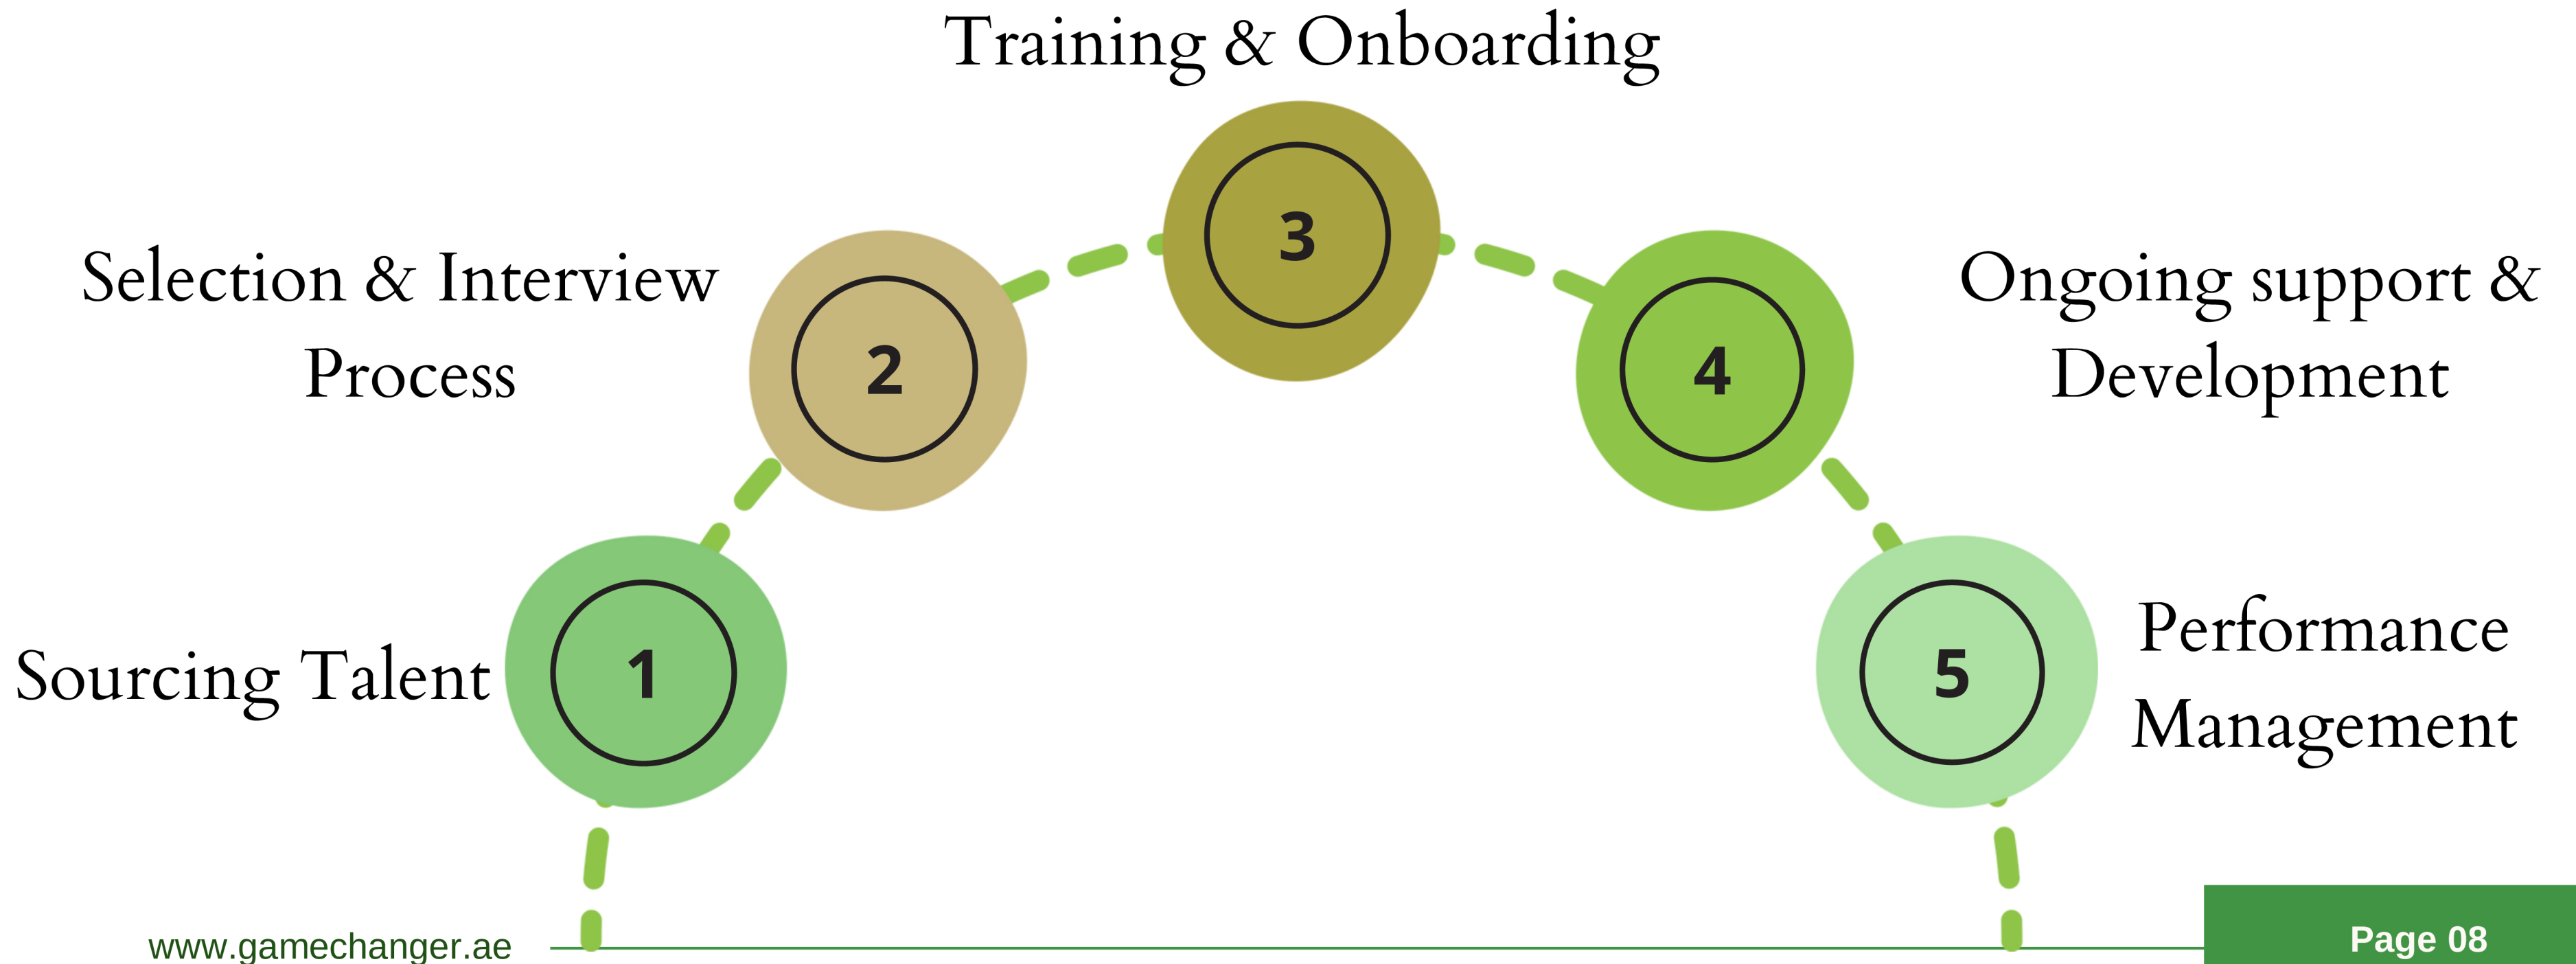 Training & Onboarding
3
Selection & Interview
Process
2
4
Ongoing support &
Development
Sourcing Talent
1
5
Performance
Management
www.gamechanger.ae
Page 08